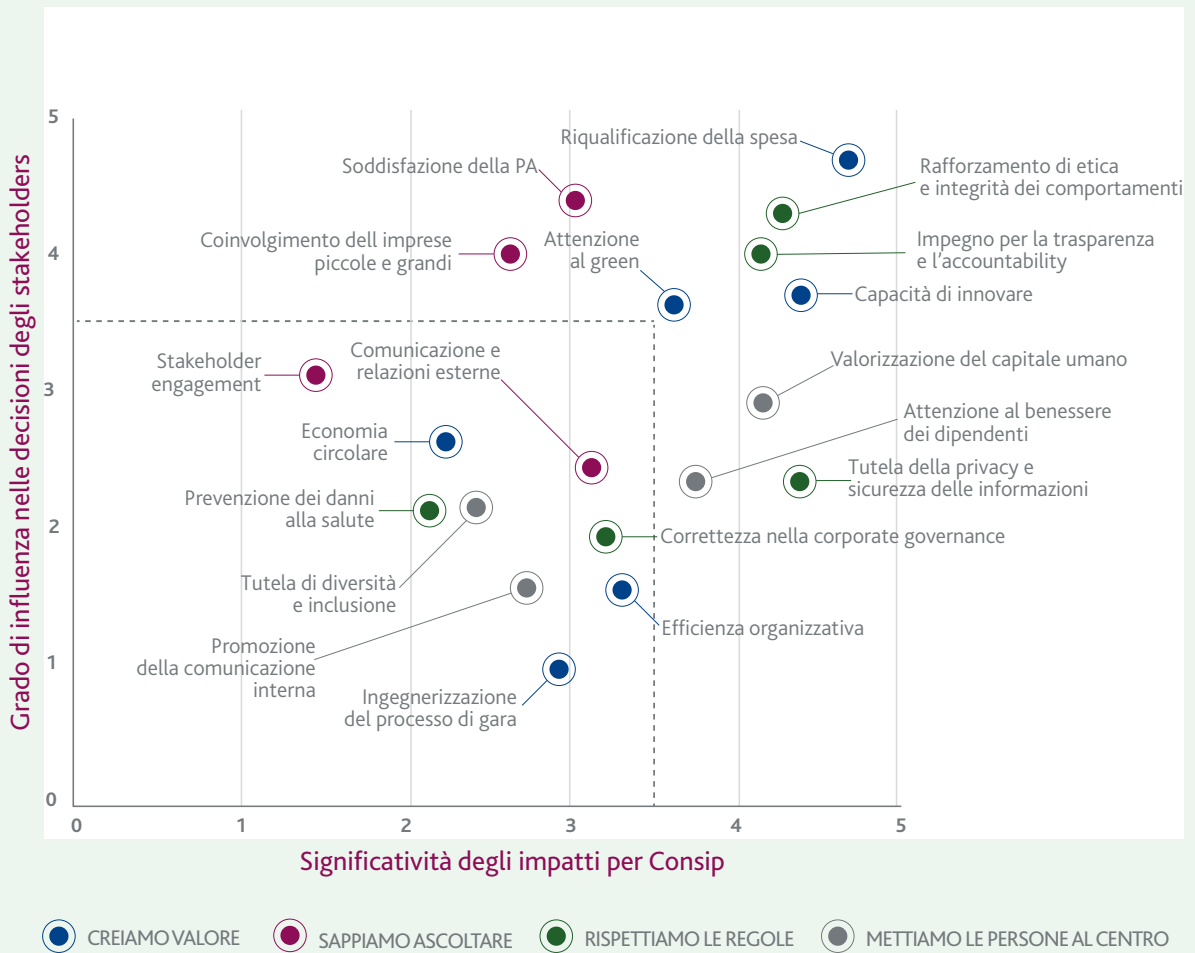 Grado di influenza nelle decisioni degli stakeholders
5
4
3
2
1
0
Riqualificazione della spesa
Soddisfazione della PA
Rafforzamento di etica
e integrità dei comportamenti
Coinvolgimento dell imprese
piccole e grandi
Attenzione
al green
Impegno per la trasparenza
e l'accountability
Capacità di innovare
Stakeholder
engagement
Comunicazione e
relazioni esterne
Valorizzazione del capitale umano
Economia
circolare
Attenzione al benessere
dei dipendenti
Prevenzione dei danni
alla salute
Tutela della privacy e
sicurezza delle informazioni
Correttezza nella corporate governance
Tutela di diversità
e inclusione
Efficienza organizzativa
Promozione
della comunicazione
interna
Ingegnerizzazione
del processo di gara
0 1 2 3 4 5
Significatività degli impatti per Consip
CREIAMO VALORE SAPPIAMO ASCOLTARE RISPETTIAMO LE REGOLE METTIAMO LE PERSONE AL CENTRO